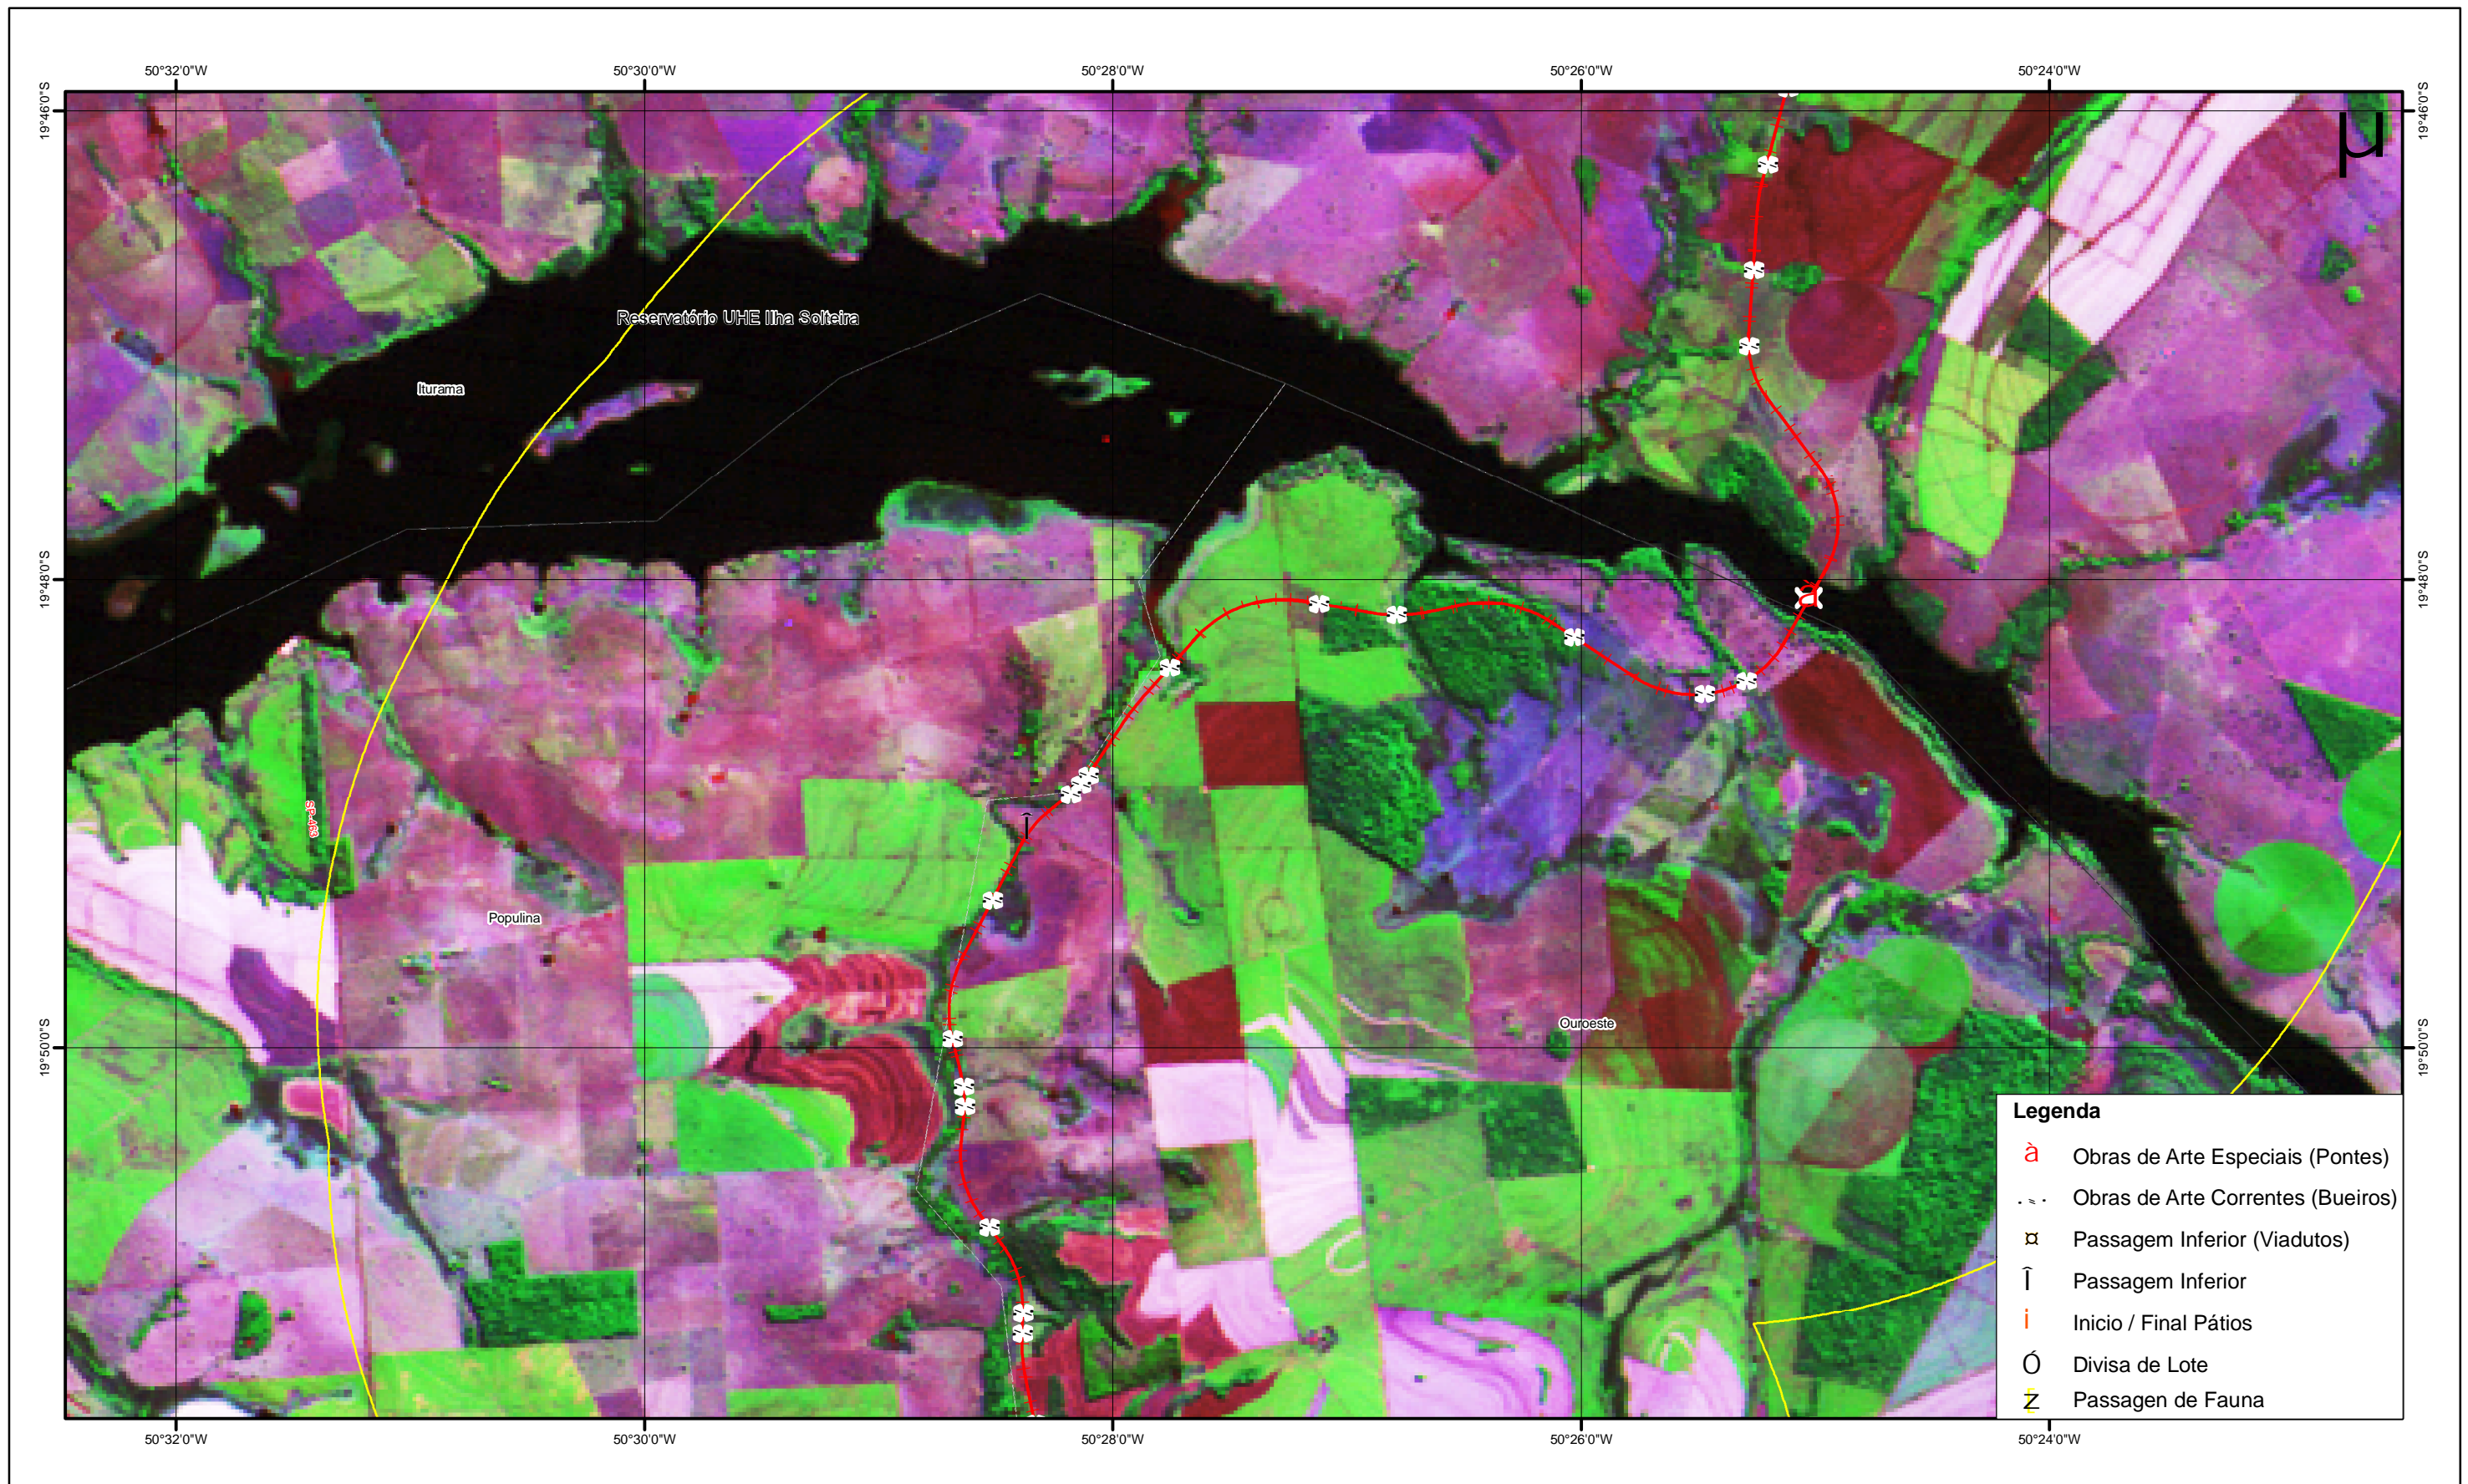 50°32'0"W
50°30'0"W
50°28'0"W
50°26'0"W
50°24'0"W
19°46'0"S
19°46'0"S
µ
Reservatório UHE Ilha Solteira
Iturama
19°48'0"S
19°48'0"S
SP-463
Î
Populina
Ouroeste
19°50'0"S
19°50'0"S
Legenda
à Obras de Arte Especiais (Pontes)
Obras de Arte Correntes (Bueiros)
¤ Passagem Inferior (Viadutos)
Î Passagem Inferior
i Inicio / Final Pátios
Ó Divisa de Lote
Z Passagen de Fauna
50°32'0"W
50°30'0"W
50°28'0"W
50°26'0"W
50°24'0"W